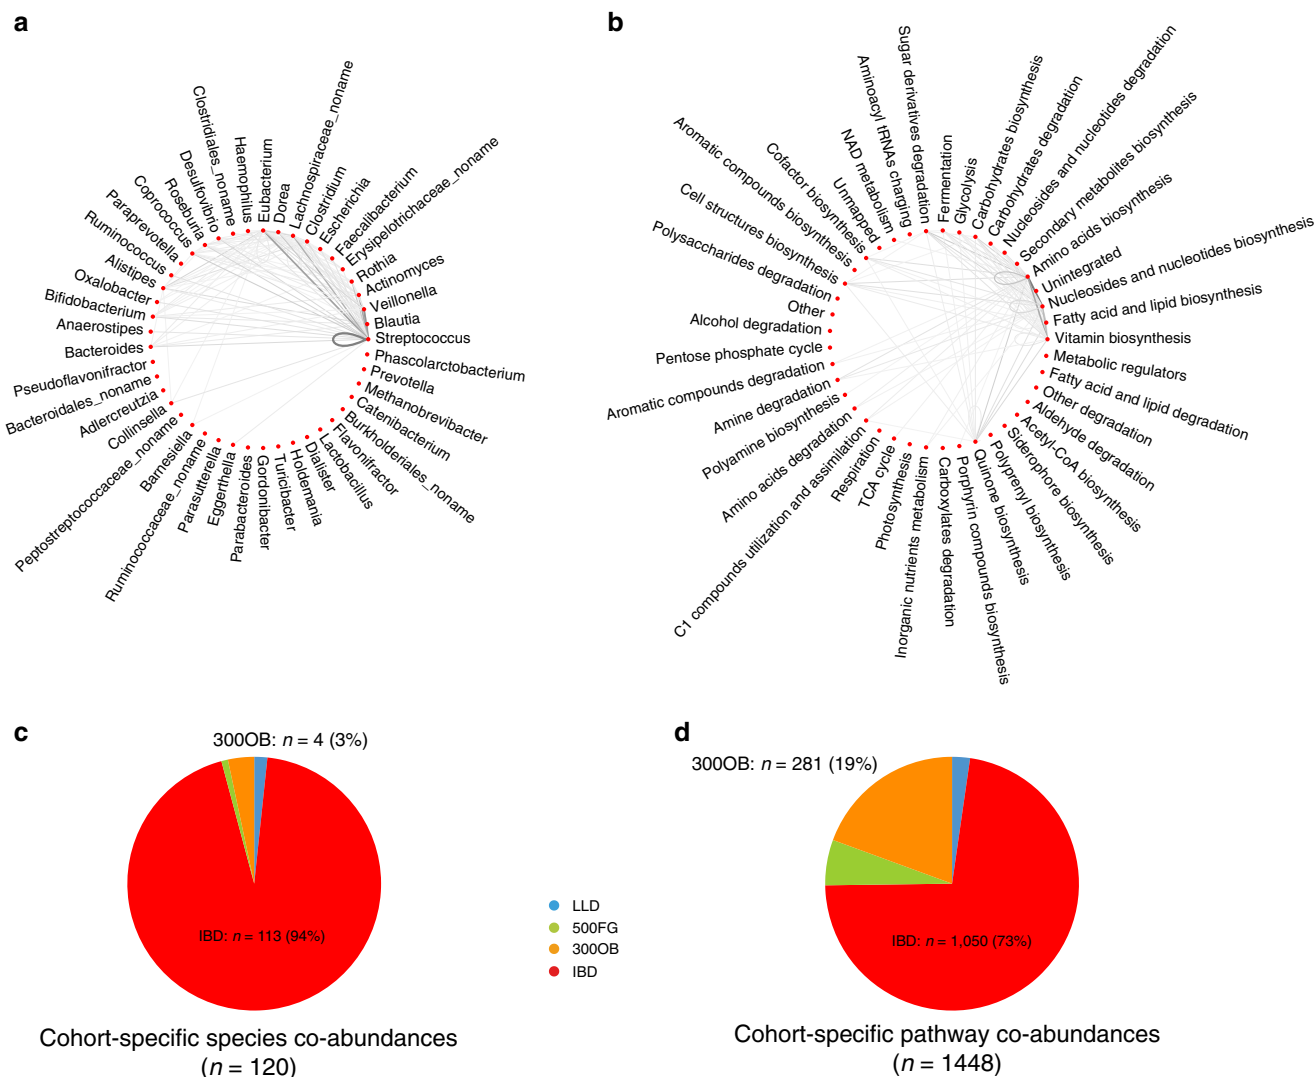 a
Clostridiales_noname
Haemophilus
Eubacterium
Dorea
Lachnospiraceae_noname
Clostridium
Escherichia
Faecalibacterium
Erysipelotrichaceae_noname
Rothia
Actinomyces
Veillonella
Blautia
Streptococcus
Phascolarctobacterium
Prevotella
Methanobrevibacter
Catenibacterium
Burkholderiales_noname
Flavonifractor
Lactobacillus
Dialister
Holdemania
Turicibacter
Gordonibacter
Parabacteroides
Eggerthella
Parasutterella
Ruminococcaceae_noname
Barnesiella
Peptostreptococcaceae_noname
Collinsella
Adlercreutzia
Bacteroidales_noname
Pseudoflavonifractor
Bacteroides
Anaerostipes
Bifidobacterium
Oxalobacter
Alistipes
Ruminococcus
Paraprevotella
Coprococcus
Roseburia
Desulfovibrio
b
Sugar derivatives degradation
Fermentation
Glycolysis
Carbohydrates biosynthesis
Carbohydrates degradation
Nucleosides and nucleotides degradation
Secondary metabolites biosynthesis
Amino acids biosynthesis
Unintegrated
Nucleosides and nucleotides biosynthesis
Fatty acid and lipid biosynthesis
Vitamin biosynthesis
Metabolic regulators
Fatty acid and lipid degradation
Other degradation
Aldehyde degradation
Acetyl-CoA biosynthesis
Siderophore biosynthesis
Polyprenyl biosynthesis
Quinone biosynthesis
Porphyrin compounds biosynthesis
Carboxylates degradation
Inorganic nutrients metabolism
Photosynthesis
TCA cycle
Respiration
C1 compounds utilization and assimilation
Amino acids degradation
Polyamine biosynthesis
Amine degradation
Aromatic compounds degradation
Pentose phosphate cycle
Alcohol degradation
Other
Polysaccharides degradation
Cell structures biosynthesis
Aromatic compounds biosynthesis
Cofactor biosynthesis
Unmapped
NAD metabolism
Aminoacyl tRNAs charging
c
300OB: n = 4 (3%)
IBD: n = 113 (94%)
Cohort-specific species co-abundances
(n = 120)
LLD
500FG
300OB
IBD
d
300OB: n = 281 (19%)
IBD: n = 1,050 (73%)
Cohort-specific pathway co-abundances
(n = 1448)